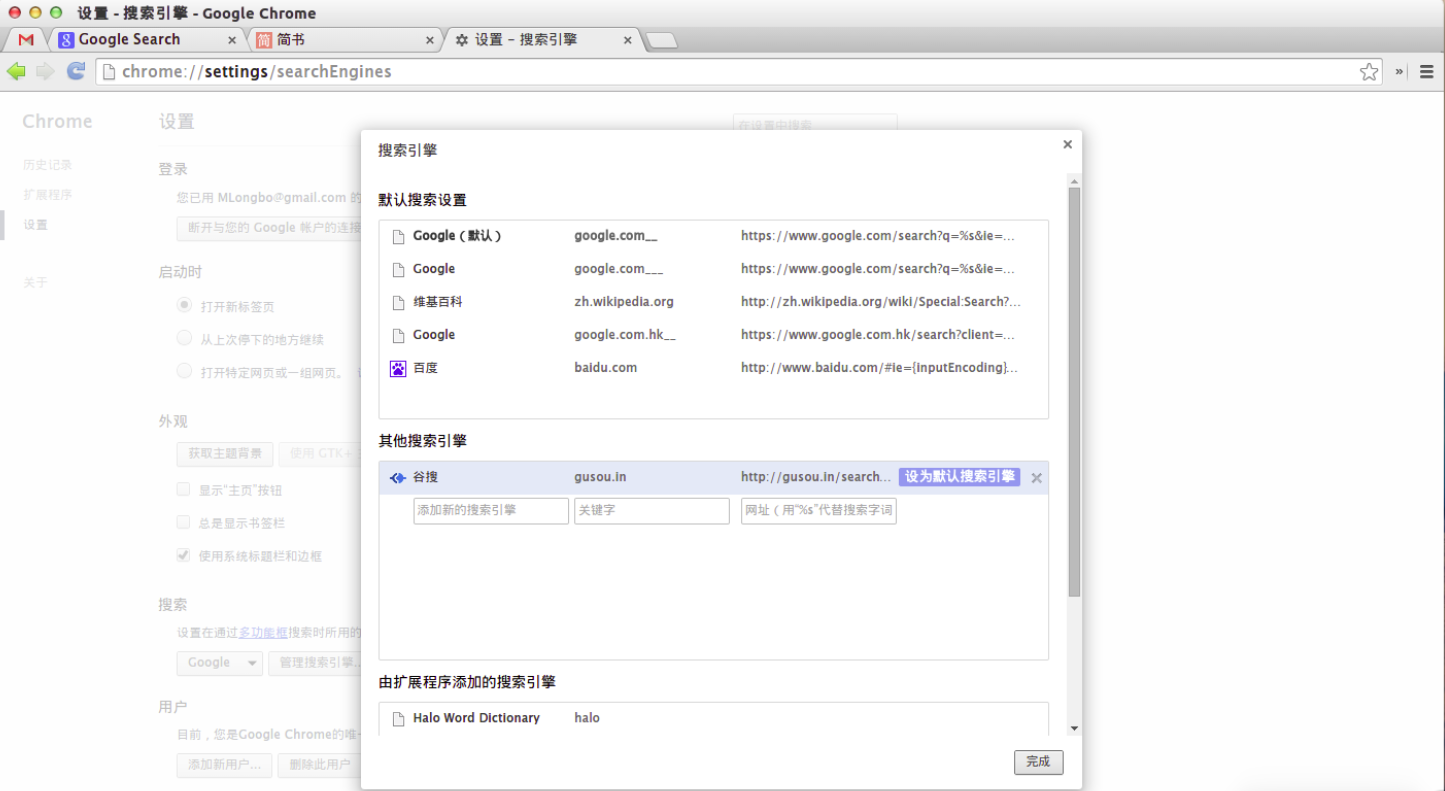 设置 - 搜索引擎 - Google Chrome
Google Search
简书
设置 - 搜索引擎
chrome://settings/searchEngines
Chrome
设置
在设置中搜索
历史记录
扩展程序
设置
关于
登录
您已用 MLongbo@gmail.com 的
断开与您的 Google 帐户的连接
启动时
打开新标签页
从上次停下的地方继续
打开特定网页或一组网页。
外观
获取主题背景
使用 GTK+
显示“主页”按钮
总是显示书签栏
使用系统标题栏和边框
搜索
设置在通过多功能框搜索时所用的
Google
管理搜索引擎...
用户
目前，您是Google Chrome的唯一
添加新用户...
删除此用户
搜索引擎
默认搜索设置
Google（默认） google.com__ https://www.google.com/search?q=%s&ie=...
Google google.com___ https://www.google.com/search?q=%s&ie=...
维基百科 zh.wikipedia.org http://zh.wikipedia.org/wiki/Special:Search?...
Google google.com.hk__ https://www.google.com.hk/search?client=...
百度 baidu.com http://www.baidu.com/#ie={inputEncoding}...
其他搜索引擎
谷搜 gusou.in http://gusou.in/search... 设为默认搜索引擎
添加新的搜索引擎 关键字 网址（用“%s”代替搜索字词
由扩展程序添加的搜索引擎
Halo Word Dictionary halo
完成